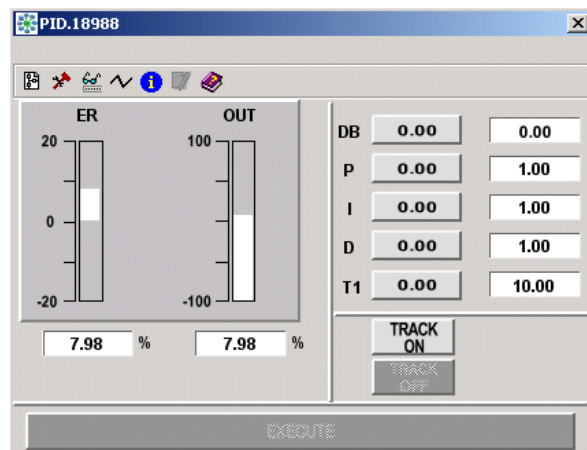 PID.18988
ER OUT
20 100
0
-20 -100
7.98 % 7.98 %
DB 0.00 0.00
P 0.00 1.00
I 0.00 1.00
D 0.00 1.00
T1 0.00 10.00
TRACK
ON
TRACK
OFF
EXECUTE